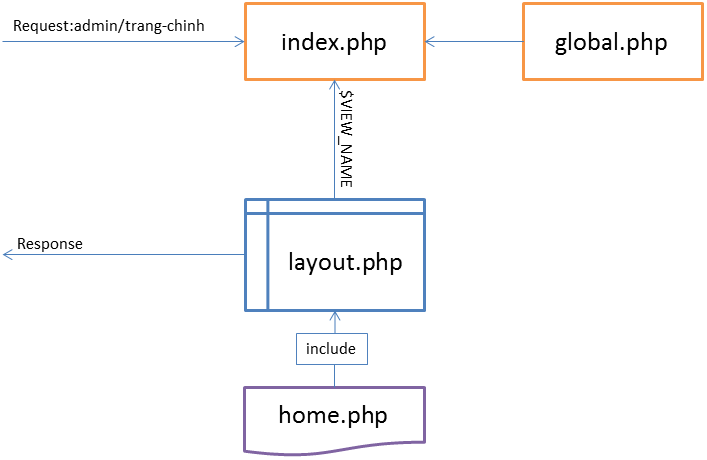 Request:admin/trang-chinh
index.php
global.php
$VIEW_NAME
Response
layout.php
include
home.php